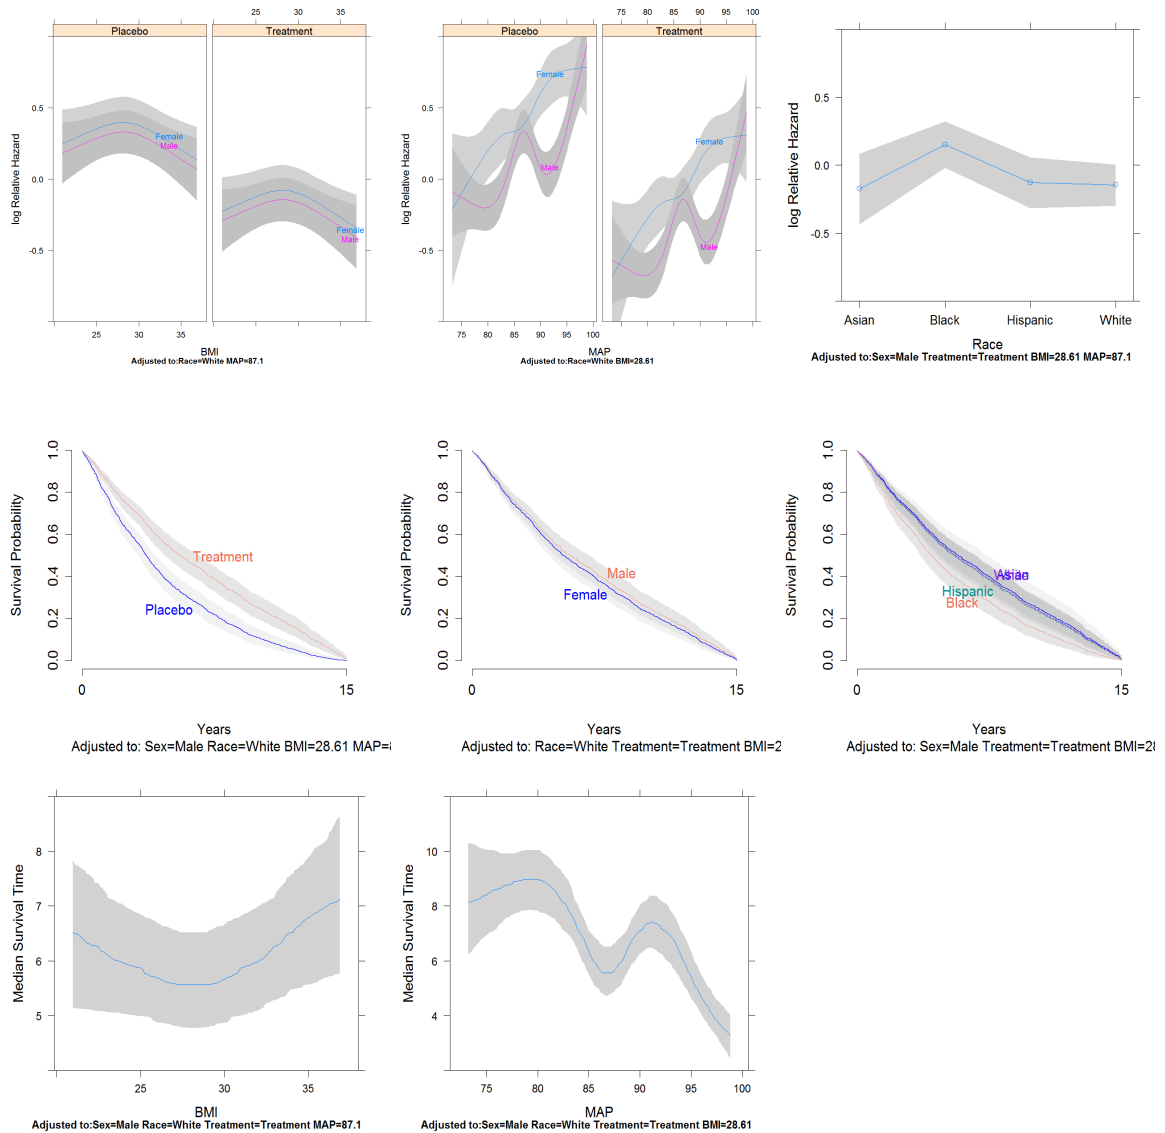 25 30 35
Placebo Treatment
log Relative Hazard
0.5
0.0
-0.5
Female
Male
Female
Male
25 30 35
BMI
Adjusted to:Race=White MAP=87.1
75 80 85 90 95 100
Placebo Treatment
log Relative Hazard
0.5
0.0
-0.5
Female
Male
Female
Male
75 80 85 90 95 100
MAP
Adjusted to:Race=White BMI=28.61
log Relative Hazard
0.5
0.0
-0.5
Asian Black Hispanic White
Race
Adjusted to:Sex=Male Treatment=Treatment BMI=28.61 MAP=87.1
Survival Probability
1.0
0.8
0.6
0.4
0.2
0.0
Treatment
Placebo
0 15
Years
Adjusted to: Sex=Male Race=White BMI=28.61 MAP=
Survival Probability
1.0
0.8
0.6
0.4
0.2
0.0
Male
Female
0 15
Years
Adjusted to: Race=White Treatment=Treatment BMI=2
Survival Probability
1.0
0.8
0.6
0.4
0.2
0.0
White
Hispanic
Black
0 15
Years
Adjusted to: Sex=Male Treatment=Treatment BMI=28
Median Survival Time
8
7
6
5
25 30 35
BMI
Adjusted to:Sex=Male Race=White Treatment=Treatment MAP=87.1
Median Survival Time
10
8
6
4
75 80 85 90 95 100
MAP
Adjusted to:Sex=Male Race=White Treatment=Treatment BMI=28.61